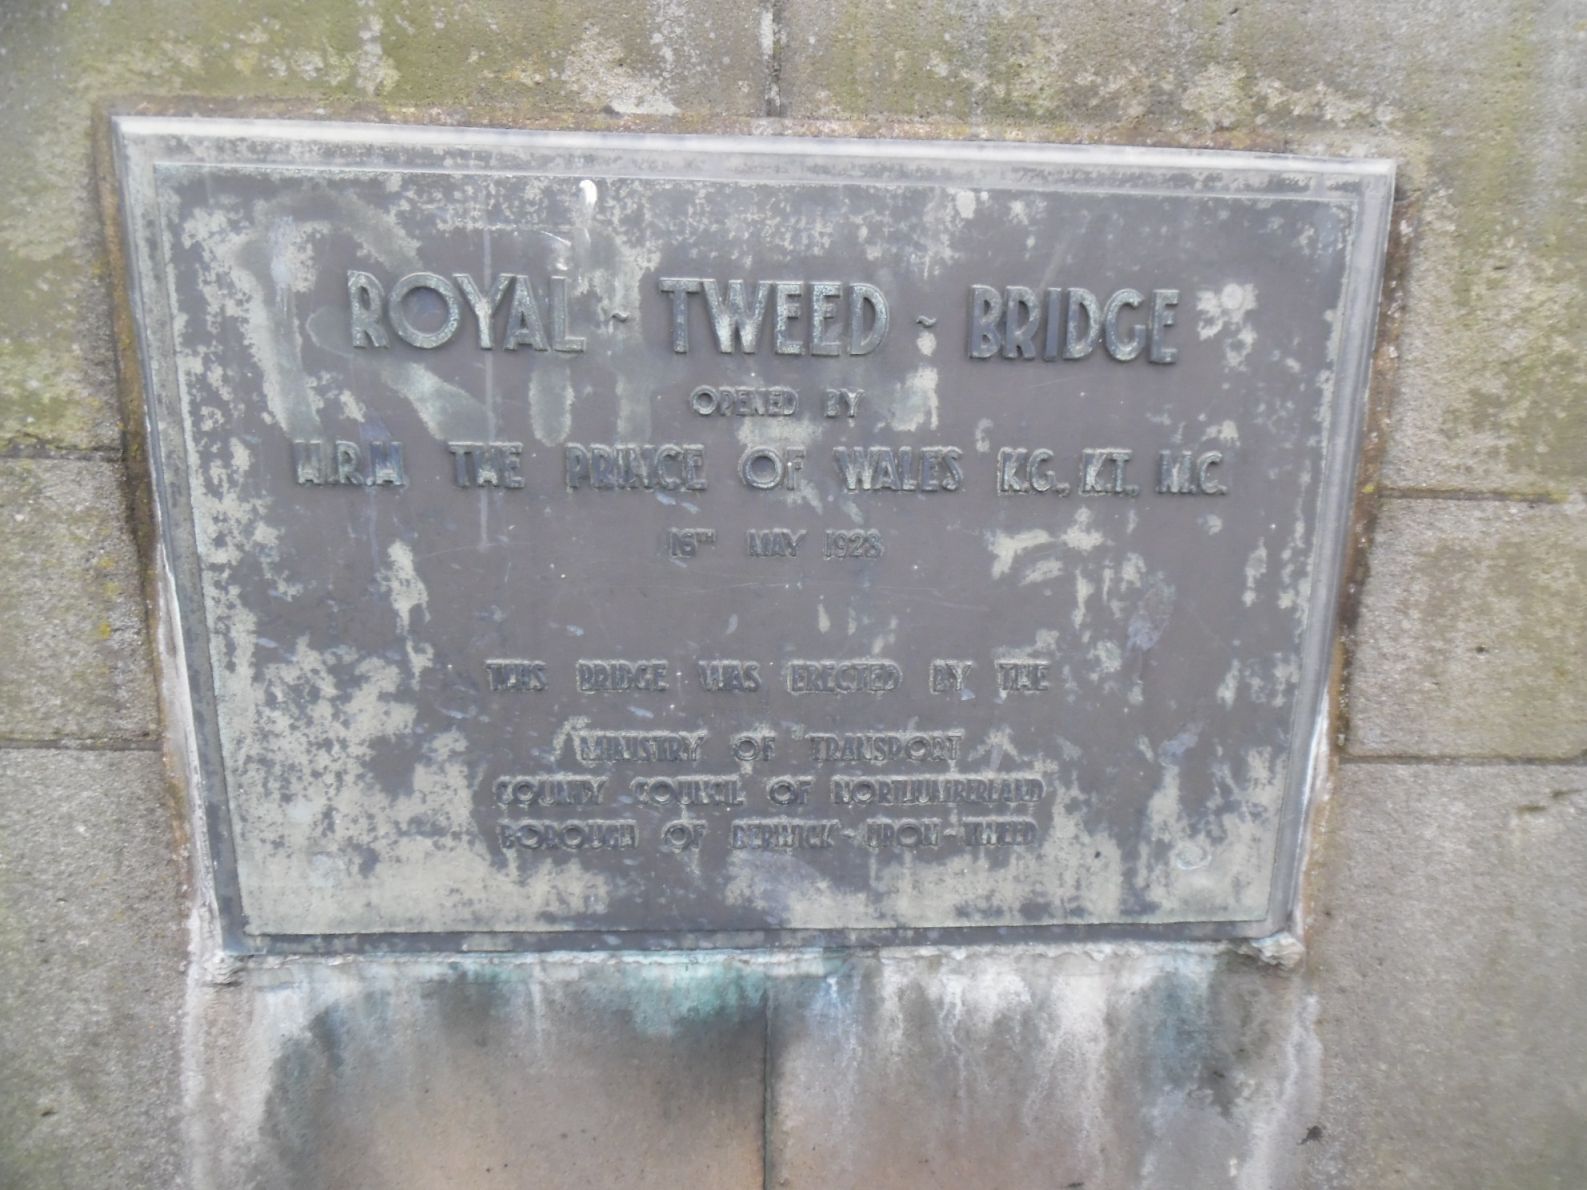 ROYAL ~ TWEED ~ BRIDGE
OPENED BY
H.R.H THE PRINCE OF WALES K.G., K.T., M.C.
16TH MAY 1928
THIS BRIDGE WAS ERECTED BY THE
MINISTRY OF TRANSPORT
COUNTY COUNCIL OF NORTHUMBERLAND
BOROUGH OF BERWICK-UPON-TWEED